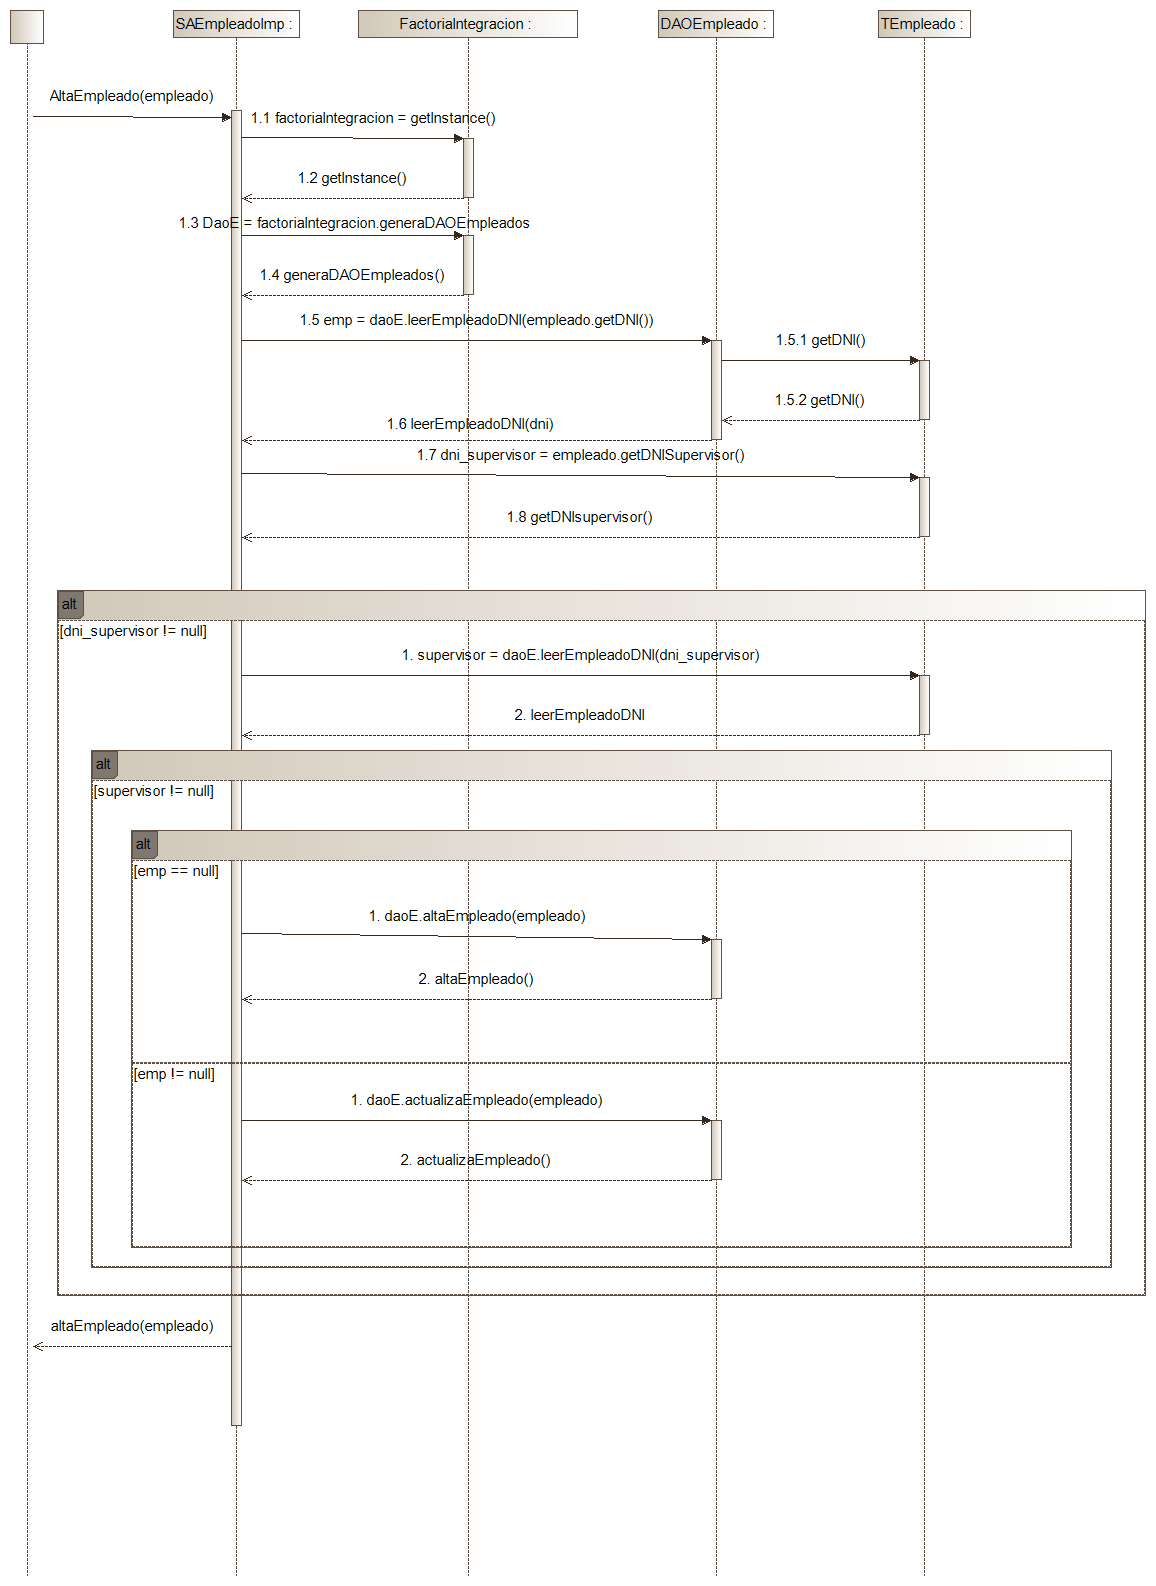 SAEmpleadoImp :
FactoriaIntegracion :
DAOEmpleado :
TEmpleado :
AltaEmpleado(empleado)
1.1 factoriaIntegracion = getInstance()
1.2 getInstance()
1.3 DaoE = factoriaIntegracion.generaDAOEmpleados
1.4 generaDAOEmpleados()
1.5 emp = daoE.leerEmpleadoDNI(empleado.getDNI())
1.5.1 getDNI()
1.5.2 getDNI()
1.6 leerEmpleadoDNI(dni)
1.7 dni_supervisor = empleado.getDNISupervisor()
1.8 getDNIsupervisor()
alt
[dni_supervisor != null]
1. supervisor = daoE.leerEmpleadoDNI(dni_supervisor)
2. leerEmpleadoDNI
alt
[supervisor != null]
alt
[emp == null]
1. daoE.altaEmpleado(empleado)
2. altaEmpleado()
[emp != null]
1. daoE.actualizaEmpleado(empleado)
2. actualizaEmpleado()
altaEmpleado(empleado)